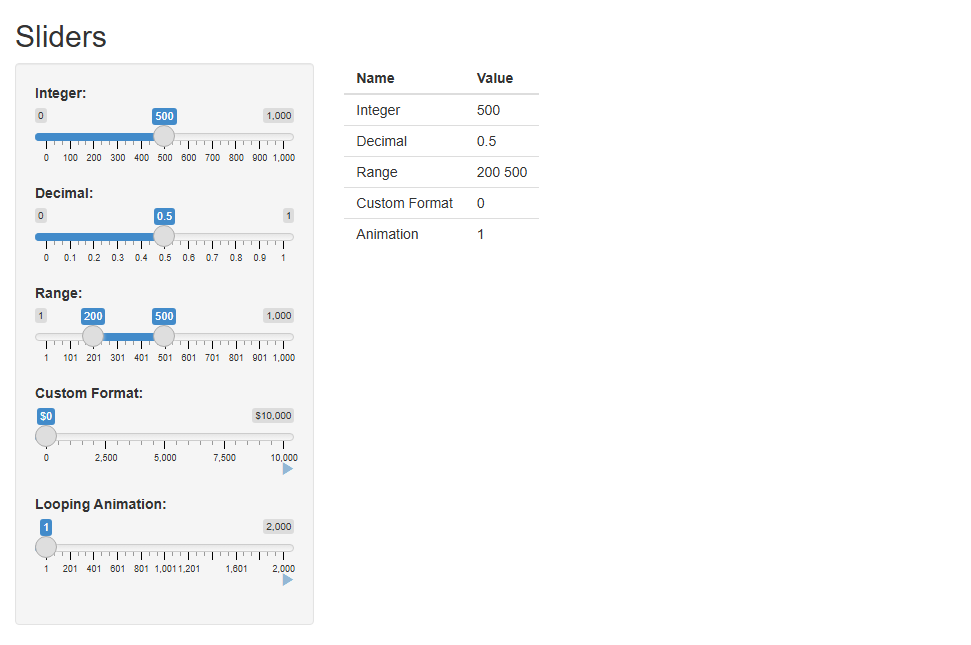 Sliders
Integer:
0 500 1,000
0 100 200 300 400 500 600 700 800 900 1,000
Decimal:
0 0.5 1
0 0.1 0.2 0.3 0.4 0.5 0.6 0.7 0.8 0.9 1
Range:
1 200 500 1,000
1 101 201 301 401 501 601 701 801 901 1,000
Custom Format:
$0 $10,000
0 2,500 5,000 7,500 10,000
Looping Animation:
1 2,000
1 201 401 601 801 1,001 1,201 1,601 2,000
Name Value
Integer 500
Decimal 0.5
Range 200 500
Custom Format 0
Animation 1